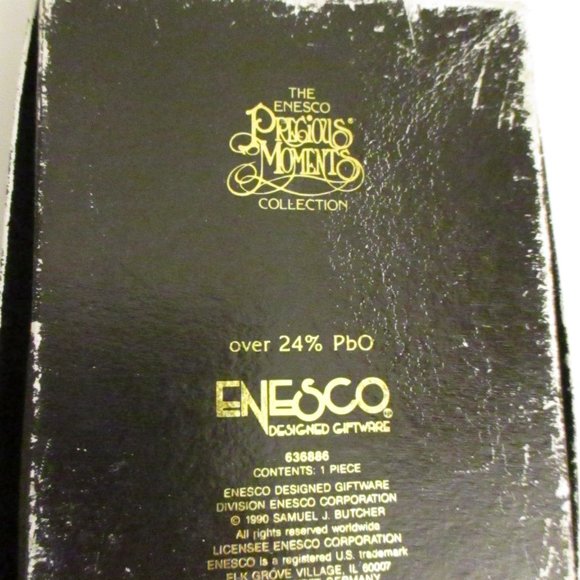 THE
ENESCO
PRECIOUS®
MOMENTS
COLLECTION
over 24% PbO
ENESCO®
DESIGNED GIFTWARE
636886
CONTENTS: 1 PIECE
ENESCO DESIGNED GIFTWARE
DIVISION ENESCO CORPORATION
© 1990 SAMUEL J. BUTCHER
All rights reserved worldwide
LICENSEE ENESCO CORPORATION
ENESCO is a registered U.S. trademark
ELK GROVE VILLAGE, IL 60007
GERMANY